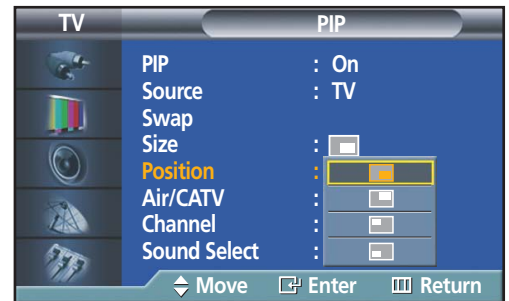 TV PIP
PIP : On
Source : TV
Swap
Size :
Position :
Air/CATV :
Channel :
Sound Select :
Move Enter Return